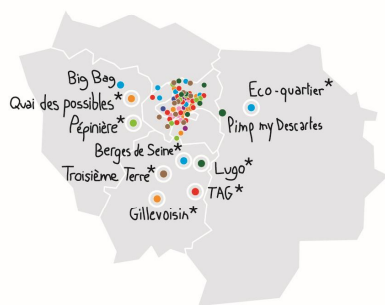 Big Bag
Quai des possibles*
Pépinière*
Eco-quartier*
Pimp my Descartes
Berges de Seine*
Troisième Terre*
Lugo*
TAG*
Gillevoisin*